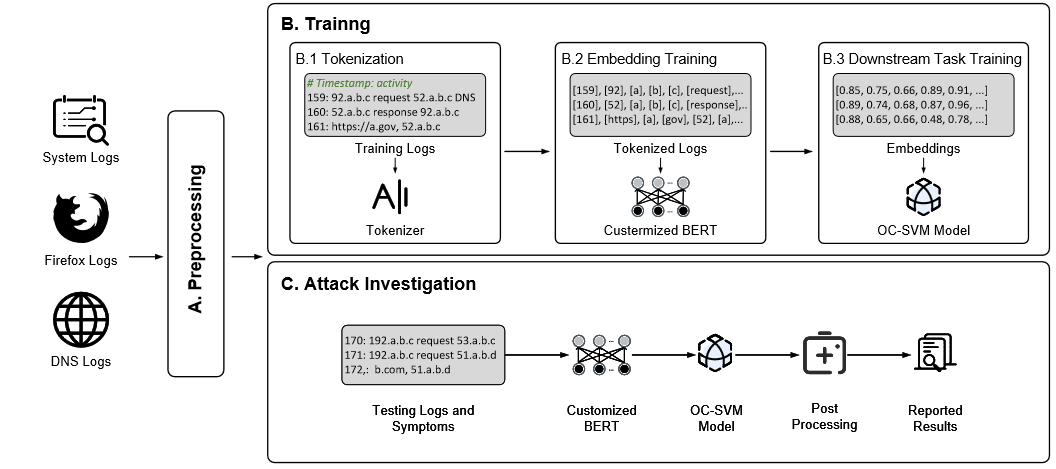 System Logs
Firefox Logs
DNS Logs
A. Preprocessing
B. Trainng
B.1 Tokenization
# Timestamp: activity
159: 92.a.b.c request 52.a.b.c DNS
160: 52.a.b.c response 92.a.b.c
161: https://a.gov, 52.a.b.c
Training Logs
A
Tokenizer
B.2 Embedding Training
[159], [92], [a], [b], [c], [request],...
[160], [52], [a], [b], [c], [response],..
[161], [https], [a], [gov], [52], [a],...
Tokenized Logs
...
...
Custermized BERT
B.3 Downstream Task Training
[0.85, 0.75, 0.66, 0.89, 0.91, ...]
[0.89, 0.74, 0.68, 0.87, 0.96, ...]
[0.88, 0.65, 0.66, 0.48, 0.78, ...]
Embeddings
OC-SVM Model
C. Attack Investigation
170: 192.a.b.c request 53.a.b.c
171: 192.a.b.c request 51.a.b.d
172,:  b.com, 51.a.b.d
Testing Logs and
Symptoms
...
...
Customized
BERT
OC-SVM
Model
Post
Processing
Reported
Results